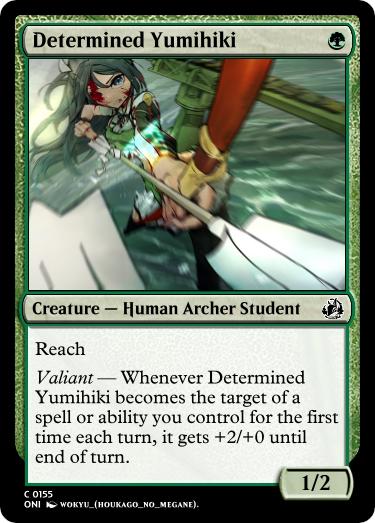 Determined Yumihiki
Creature — Human Archer Student
Reach
Valiant — Whenever Determined
Yumihiki becomes the target of a
spell or ability you control for the first
time each turn, it gets +2/+0 until
end of turn.
1/2
C 0155
ONI WOKYU_(HOUKAGO_NO_MEGANE).